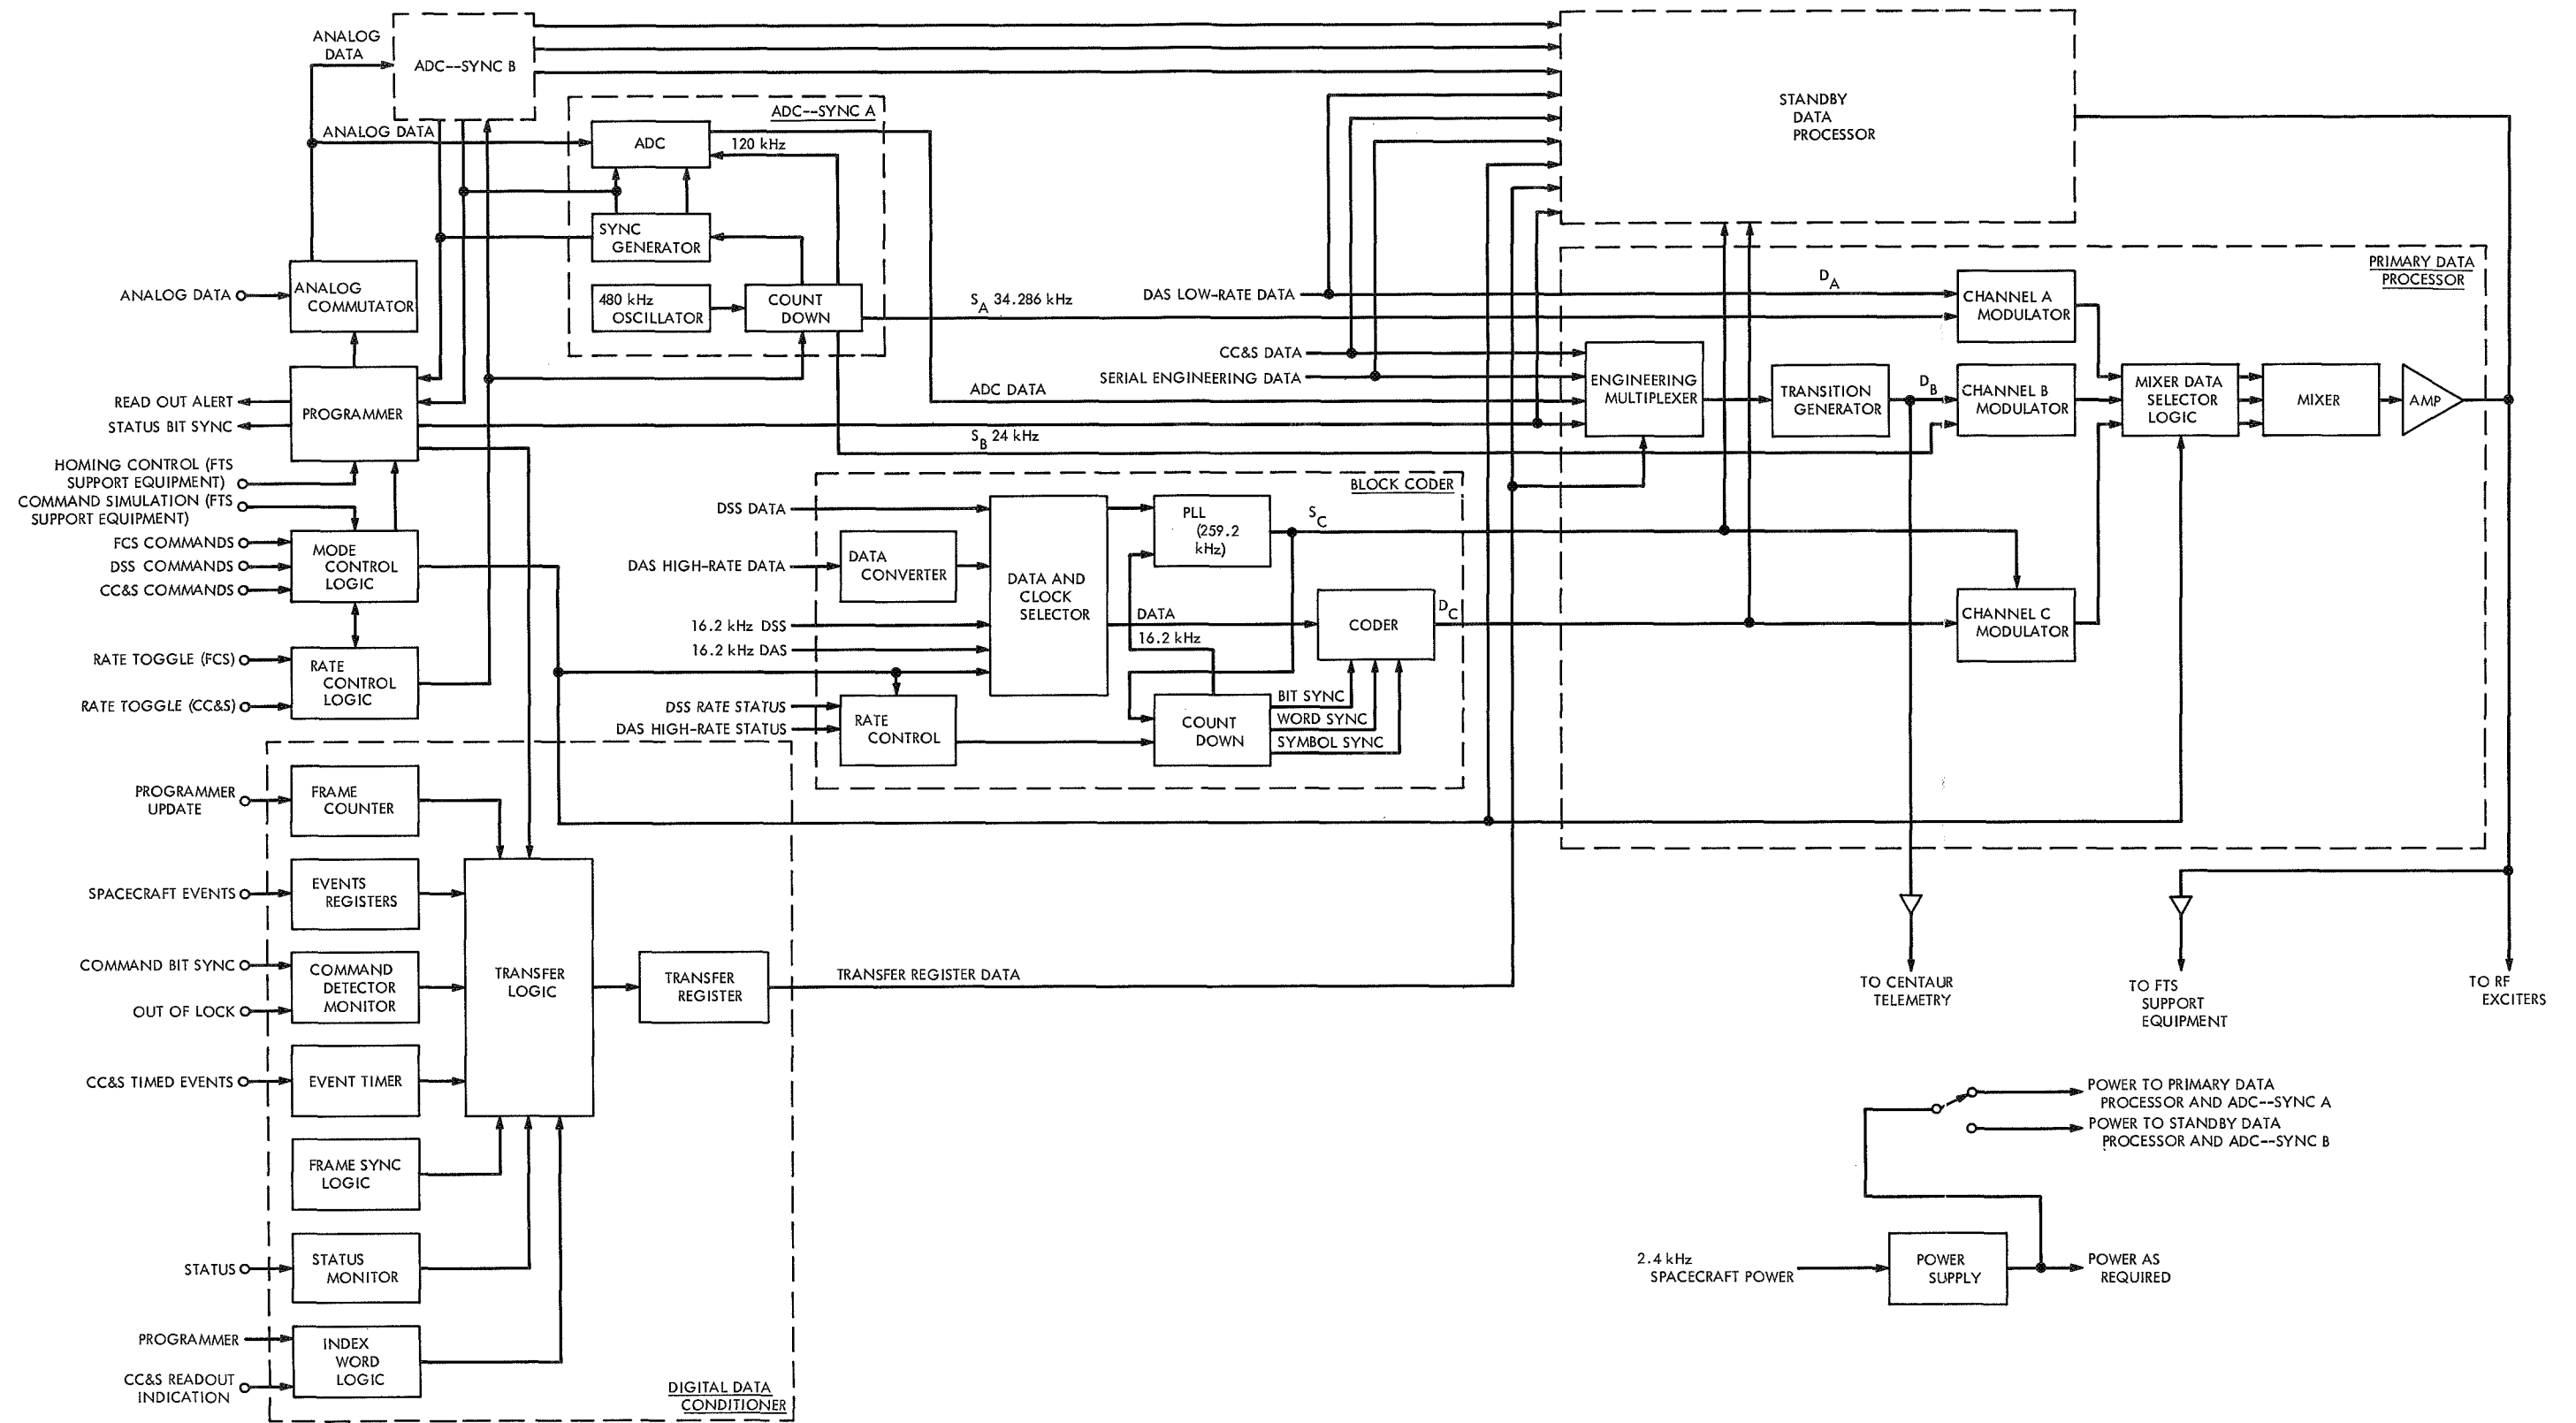 ANALOG
DATA
ADC--SYNC B
STANDBY
DATA
PROCESSOR
ANALOG DATA
ADC--SYNC A
ADC
120 kHz
SYNC
GENERATOR
480 kHz
OSCILLATOR
COUNT
DOWN
ANALOG DATA
ANALOG
COMMUTATOR
PROGRAMMER
READ OUT ALERT
STATUS BIT SYNC
HOMING CONTROL (FTS
SUPPORT EQUIPMENT)
COMMAND SIMULATION (FTS
SUPPORT EQUIPMENT)
FCS COMMANDS
DSS COMMANDS
CC&S COMMANDS
MODE
CONTROL
LOGIC
RATE TOGGLE (FCS)
RATE TOGGLE (CC&S)
RATE
CONTROL
LOGIC
S_A 34.286 kHz
DAS LOW-RATE DATA
CC&S DATA
SERIAL ENGINEERING DATA
ADC DATA
S_B 24 kHz
PRIMARY DATA
PROCESSOR
D_A
CHANNEL A
MODULATOR
ENGINEERING
MULTIPLEXER
TRANSITION
GENERATOR
D_B
CHANNEL B
MODULATOR
MIXER DATA
SELECTOR
LOGIC
MIXER
AMP
CHANNEL C
MODULATOR
BLOCK CODER
DSS DATA
DAS HIGH-RATE DATA
DATA
CONVERTER
16.2 kHz DSS
16.2 kHz DAS
DSS RATE STATUS
DAS HIGH-RATE STATUS
RATE
CONTROL
DATA AND
CLOCK
SELECTOR
PLL
(259.2
kHz)
S_C
DATA
16.2 kHz
CODER
D_C
COUNT
DOWN
BIT SYNC
WORD SYNC
SYMBOL SYNC
PROGRAMMER
UPDATE
FRAME
COUNTER
SPACECRAFT EVENTS
EVENTS
REGISTERS
COMMAND BIT SYNC
OUT OF LOCK
COMMAND
DETECTOR
MONITOR
CC&S TIMED EVENTS
EVENT TIMER
FRAME SYNC
LOGIC
STATUS
STATUS
MONITOR
PROGRAMMER
CC&S READOUT
INDICATION
INDEX
WORD
LOGIC
TRANSFER
LOGIC
TRANSFER
REGISTER
TRANSFER REGISTER DATA
DIGITAL DATA
CONDITIONER
TO CENTAUR
TELEMETRY
TO FTS
SUPPORT
EQUIPMENT
TO RF
EXCITERS
POWER TO PRIMARY DATA
PROCESSOR AND ADC--SYNC A
POWER TO STANDBY DATA
PROCESSOR AND ADC--SYNC B
2.4 kHz
SPACECRAFT POWER
POWER
SUPPLY
POWER AS
REQUIRED